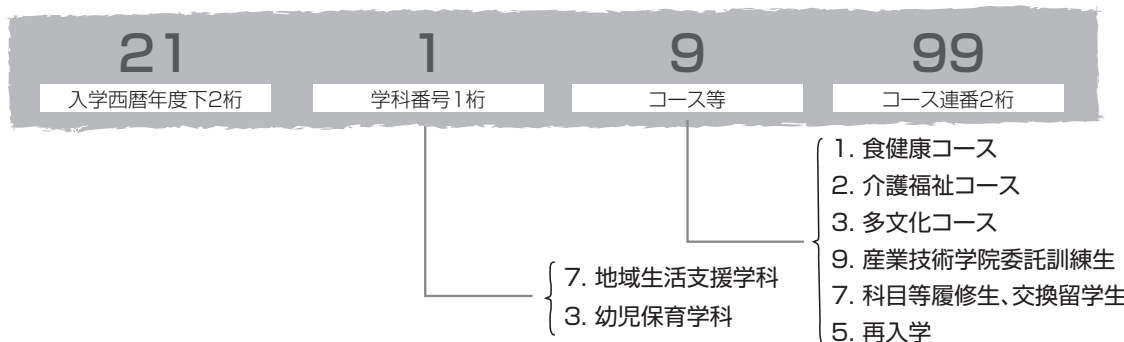 21 1 9 99
入学西暦年度下2桁 学科番号1桁 コース等 コース連番2桁
1. 食健康コース
2. 介護福祉コース
3. 多文化コース
9. 産業技術学院委託訓練生
7. 科目等履修生、交換留学生
5. 再入学
7. 地域生活支援学科
3. 幼児保育学科